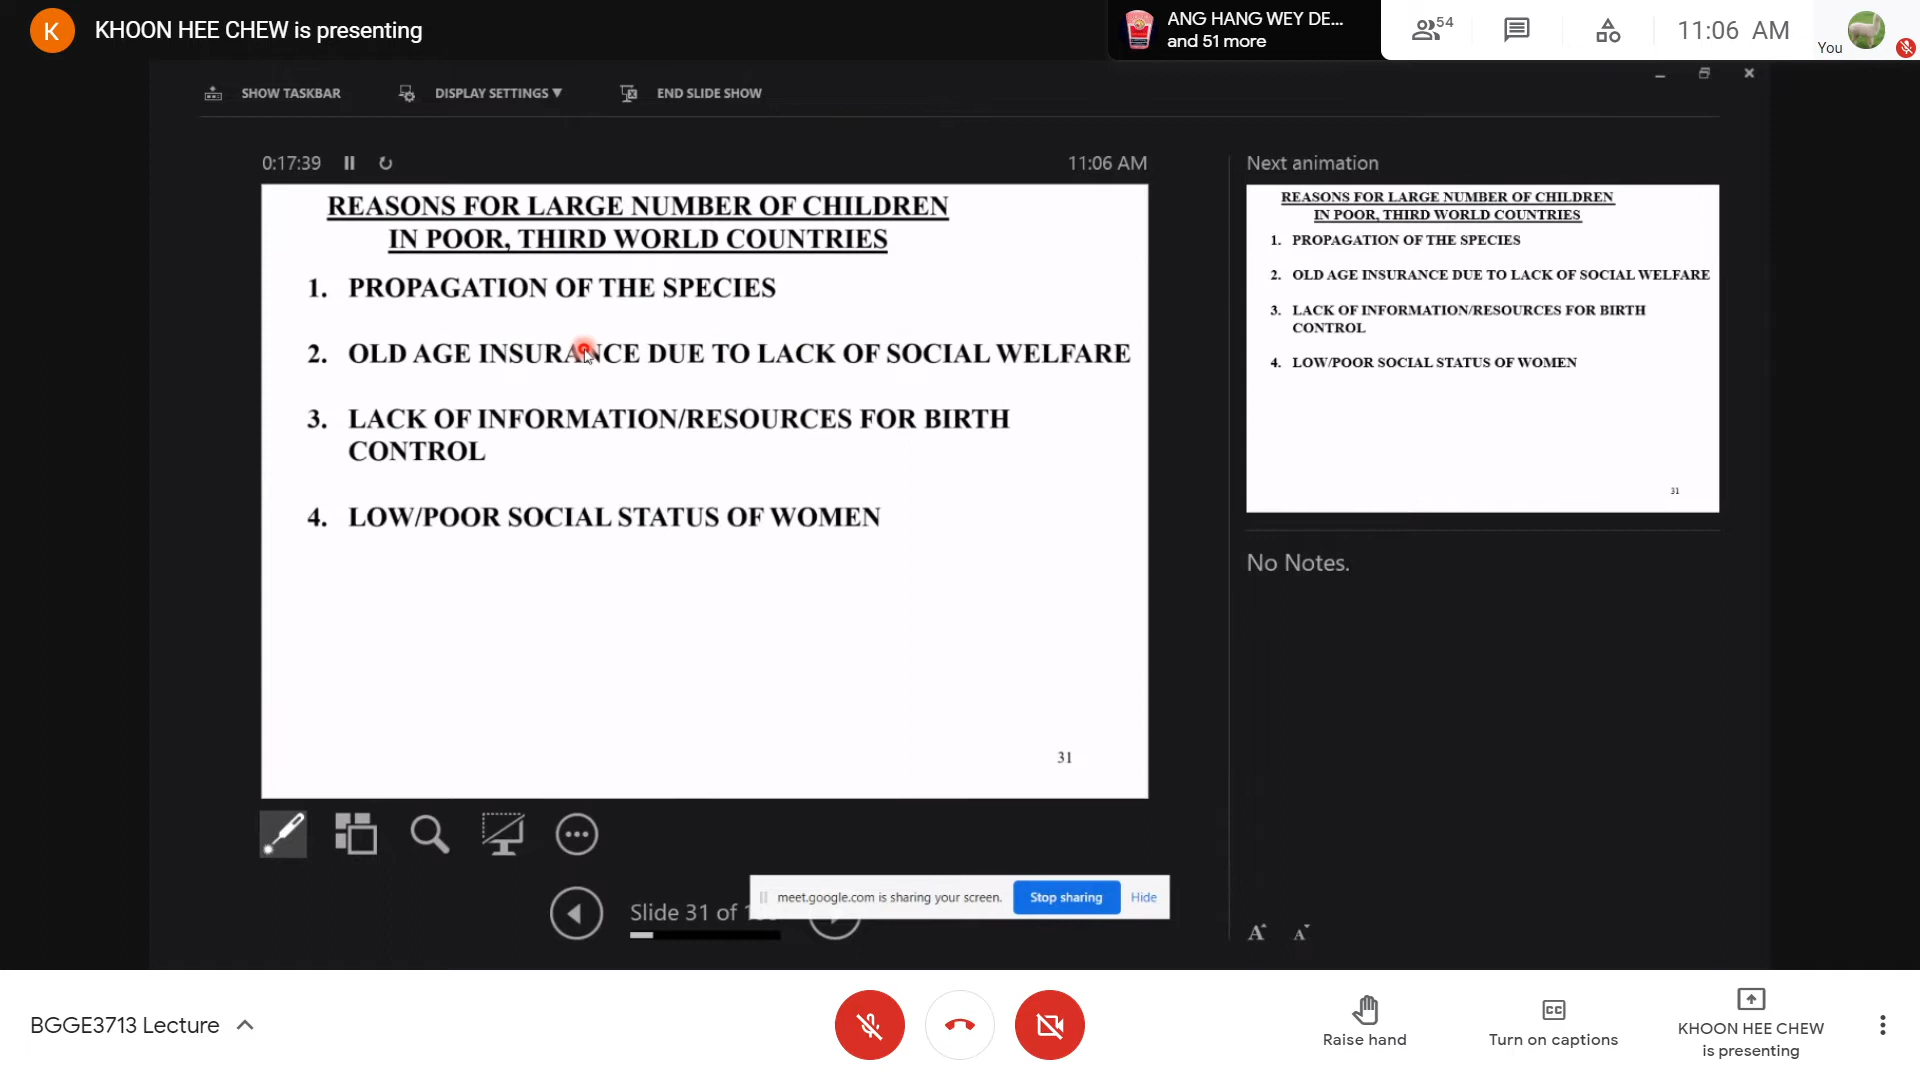 K
KHOON HEE CHEW is presenting
ANG HANG WEY DE...
and 51 more
54
11:06 AM
You
SHOW TASKBAR
DISPLAY SETTINGS ▼
END SLIDE SHOW
0:17:39
11:06 AM
REASONS FOR LARGE NUMBER OF CHILDREN
IN POOR, THIRD WORLD COUNTRIES
1. PROPAGATION OF THE SPECIES
2. OLD AGE INSURANCE DUE TO LACK OF SOCIAL WELFARE
3. LACK OF INFORMATION/RESOURCES FOR BIRTH
CONTROL
4. LOW/POOR SOCIAL STATUS OF WOMEN
31
Next animation
REASONS FOR LARGE NUMBER OF CHILDREN
IN POOR, THIRD WORLD COUNTRIES
1. PROPAGATION OF THE SPECIES
2. OLD AGE INSURANCE DUE TO LACK OF SOCIAL WELFARE
3. LACK OF INFORMATION/RESOURCES FOR BIRTH
CONTROL
4. LOW/POOR SOCIAL STATUS OF WOMEN
31
No Notes.
Slide 31 of
meet.google.com is sharing your screen.
Stop sharing
Hide
A A
BGGE3713 Lecture
Raise hand
CC
Turn on captions
KHOON HEE CHEW
is presenting